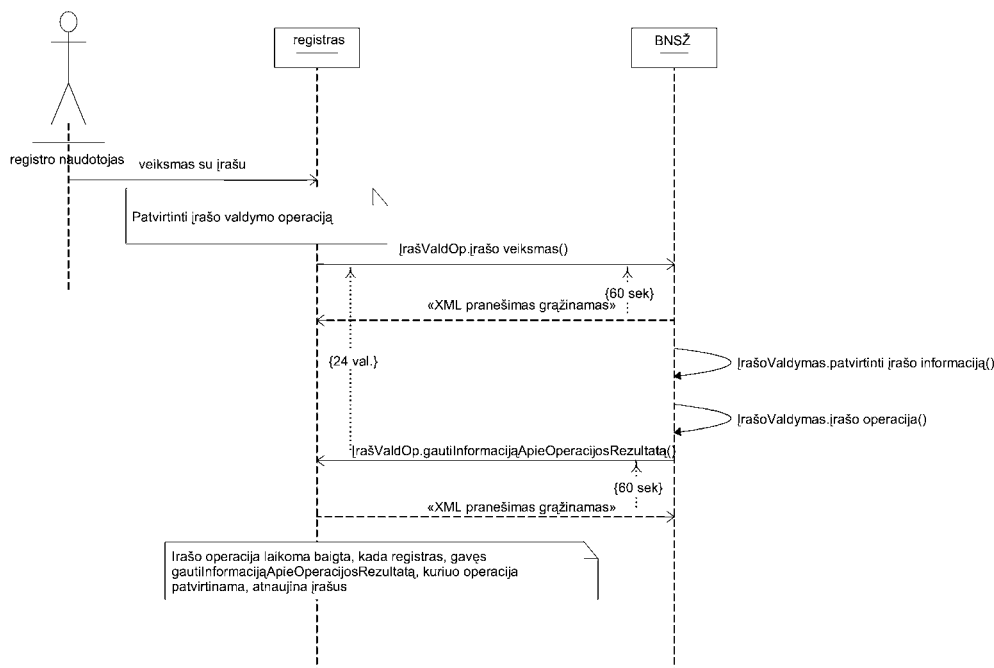 registras
BNSŽ
registro naudotojas
veiksmas su įrašu
Patvirtinti įrašo valdymo operaciją
ĮrašValdOp.įrašo veiksmas()
{60 sek}
«XML pranešimas grąžinamas»
{24 val.}
ĮrašoValdymas.patvirtinti įrašo informaciją()
ĮrašoValdymas.įrašo operacija()
ĮrašValdOp.gautiInformacijąApieOperacijosRezultatą()
{60 sek}
«XML pranešimas grąžinamas»
Irašo operacija laikoma baigta, kada registras, gavęs
gautiInformacijąApieOperacijosRezultatą, kuriuo operacija
patvirtinama, atnaujina įrašus